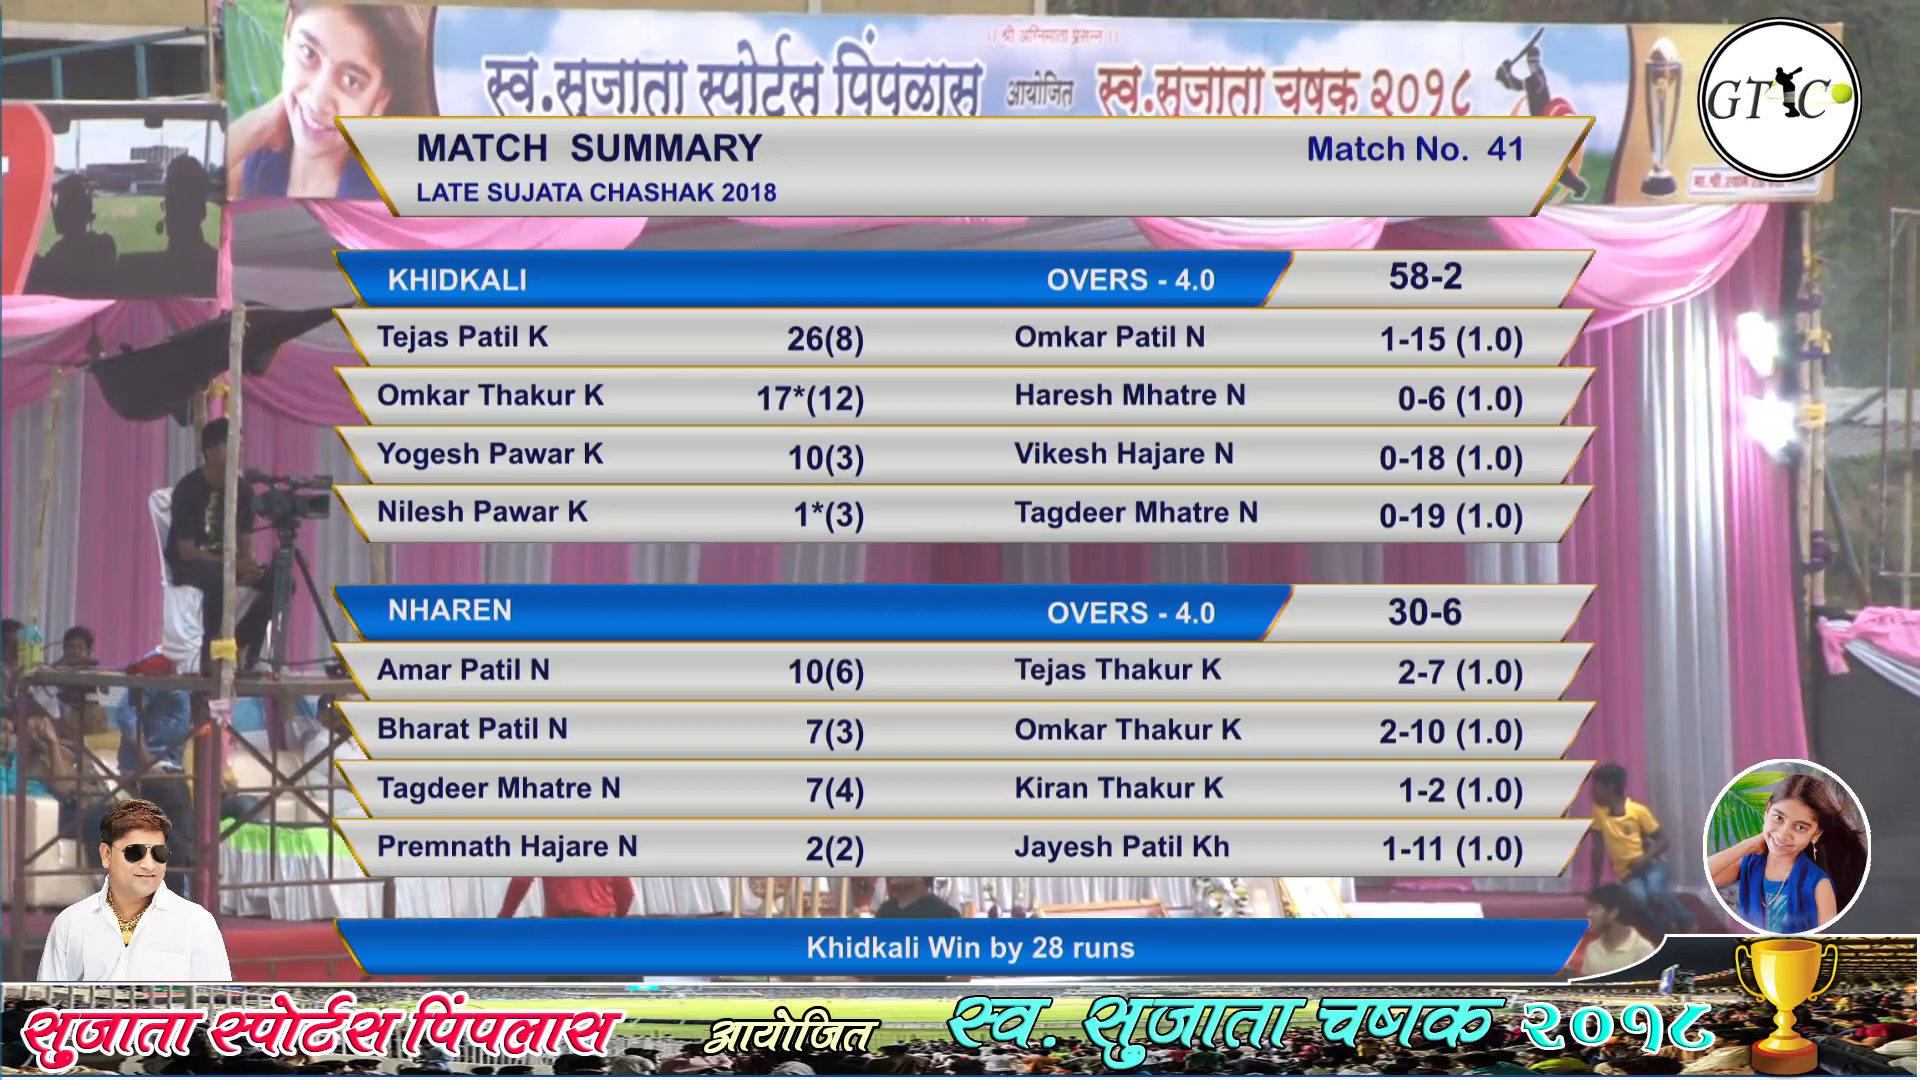 ।। श्री अग्निमाता प्रसन्न ।।
स्व.सुजाता स्पोर्टस पिंपळास आयोजित स्व.सुजाता चषक २०१८
GTCC
MATCH SUMMARY
Match No. 41
LATE SUJATA CHASHAK 2018
KHIDKALI OVERS - 4.0 58-2
Tejas Patil K 26(8) Omkar Patil N 1-15 (1.0)
Omkar Thakur K 17*(12) Haresh Mhatre N 0-6 (1.0)
Yogesh Pawar K 10(3) Vikesh Hajare N 0-18 (1.0)
Nilesh Pawar K 1*(3) Tagdeer Mhatre N 0-19 (1.0)
NHAREN OVERS - 4.0 30-6
Amar Patil N 10(6) Tejas Thakur K 2-7 (1.0)
Bharat Patil N 7(3) Omkar Thakur K 2-10 (1.0)
Tagdeer Mhatre N 7(4) Kiran Thakur K 1-2 (1.0)
Premnath Hajare N 2(2) Jayesh Patil Kh 1-11 (1.0)
Khidkali Win by 28 runs
सुजाता स्पोर्टस पिंपलास आयोजित स्व. सुजाता चषक २०१८